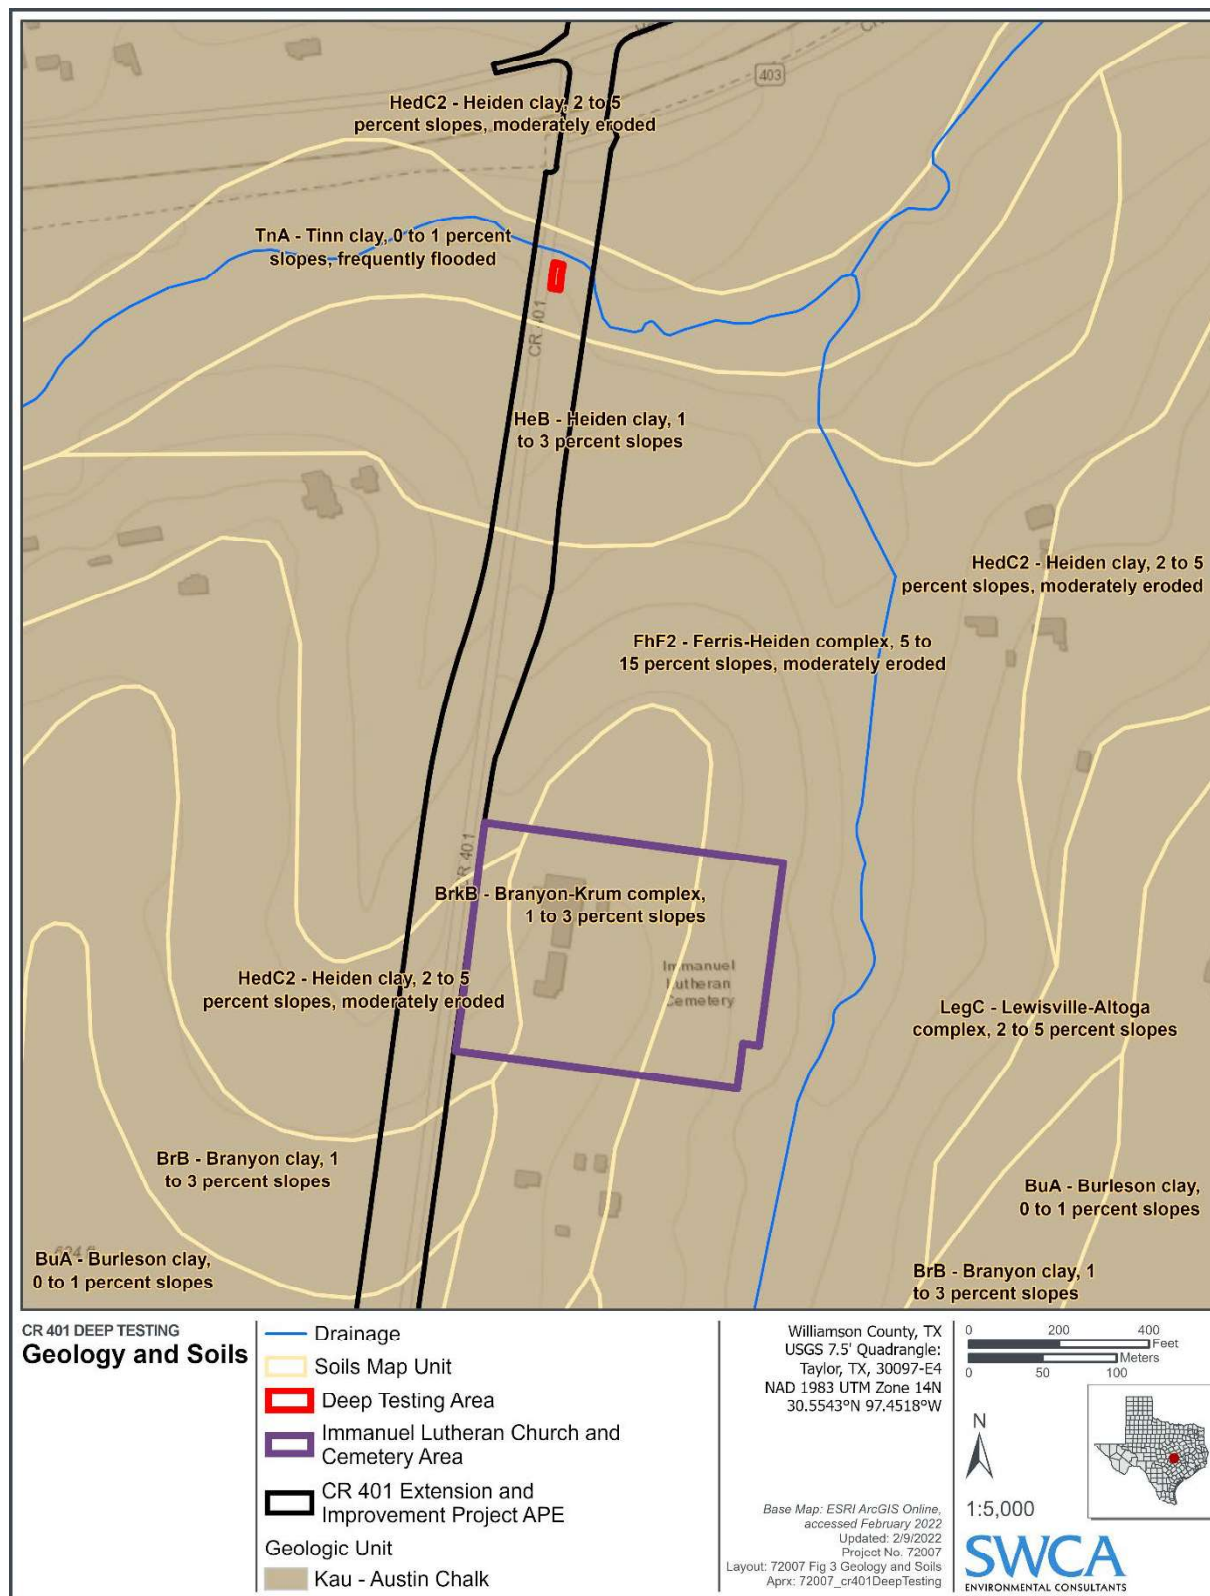 403
HedC2 - Heiden clay, 2 to 5
percent slopes, moderately eroded
TnA - Tinn clay, 0 to 1 percent
slopes, frequently flooded
CR 401
HeB - Heiden clay, 1
to 3 percent slopes
HedC2 - Heiden clay, 2 to 5
percent slopes, moderately eroded
FhF2 - Ferris-Heiden complex, 5 to
15 percent slopes, moderately eroded
R 401
BrkB - Branyon-Krum complex,
1 to 3 percent slopes
Immanuel
Lutheran
Cemetery
HedC2 - Heiden clay, 2 to 5
percent slopes, moderately eroded
LegC - Lewisville-Altoga
complex, 2 to 5 percent slopes
BrB - Branyon clay, 1
to 3 percent slopes
BuA - Burleson clay,
0 to 1 percent slopes
BuA - Burleson clay,
0 to 1 percent slopes
BrB - Branyon clay, 1
to 3 percent slopes
CR 401 DEEP TESTING
Geology and Soils
Drainage
Soils Map Unit
Deep Testing Area
Immanuel Lutheran Church and
Cemetery Area
CR 401 Extension and
Improvement Project APE
Geologic Unit
Kau - Austin Chalk
Williamson County, TX
USGS 7.5' Quadrangle:
Taylor, TX, 30097-E4
NAD 1983 UTM Zone 14N
30.5543°N 97.4518°W
Base Map: ESRI ArcGIS Online,
accessed February 2022
Updated: 2/9/2022
Project No. 72007
Layout: 72007 Fig 3 Geology and Soils
Aprx: 72007_cr401DeepTesting
0 200 400
Feet
Meters
0 50 100
N
1:5,000
SWCA
ENVIRONMENTAL CONSULTANTS